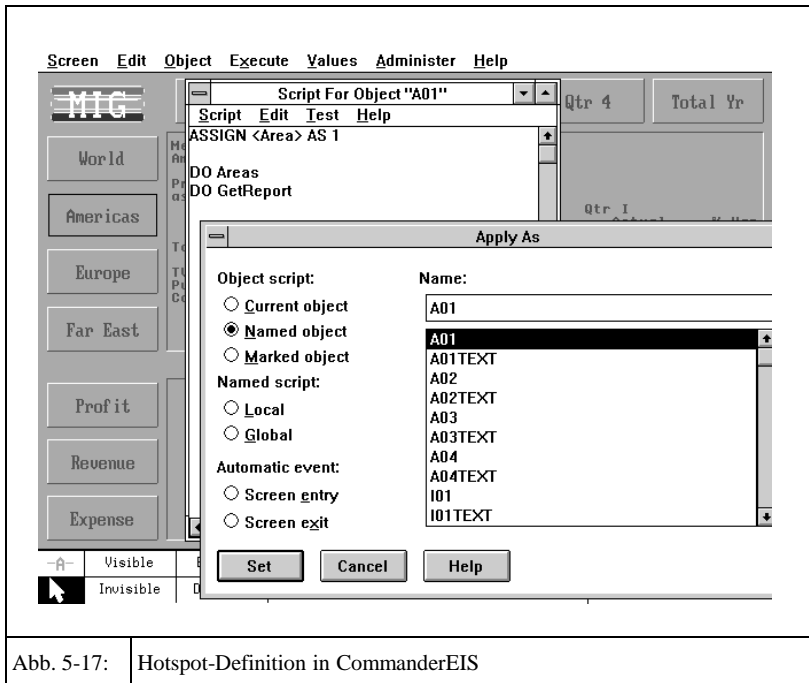 Screen Edit Object Execute Values Administer Help
MIG
Script For Object "A01"
Qtr 4
Total Yr
Script Edit Test Help
ASSIGN <Area> AS 1
DO Areas
DO GetReport
World
Americas
Europe
Far East
Profit
Revenue
Expense
Qtr I
Apply As
Object script:
Name:
Current object
A01
Named object
Marked object
Named script:
Local
Global
Automatic event:
Screen entry
Screen exit
A01
A01TEXT
A02
A02TEXT
A03
A03TEXT
A04
A04TEXT
I01
I01TEXT
Set Cancel Help
-A- Visible
Invisible
Abb. 5-17: Hotspot-Definition in CommanderEIS